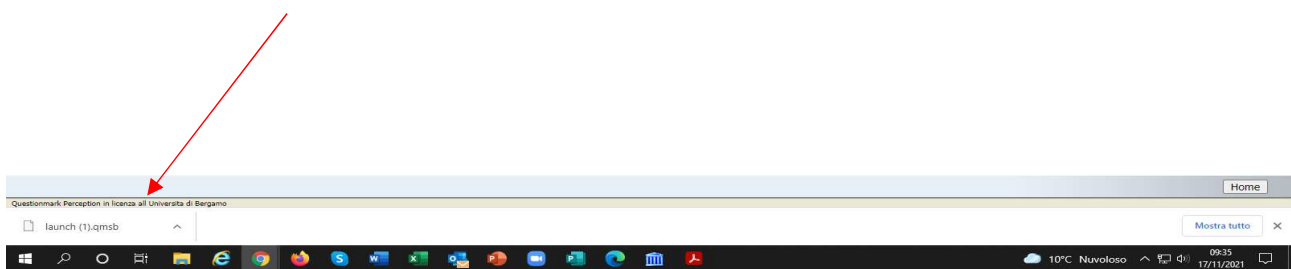 Home
Questionmark Perception in licenza all Universita di Bergamo
launch (1).qmsb
Mostra tutto
10°C Nuvoloso
09:35
17/11/2021